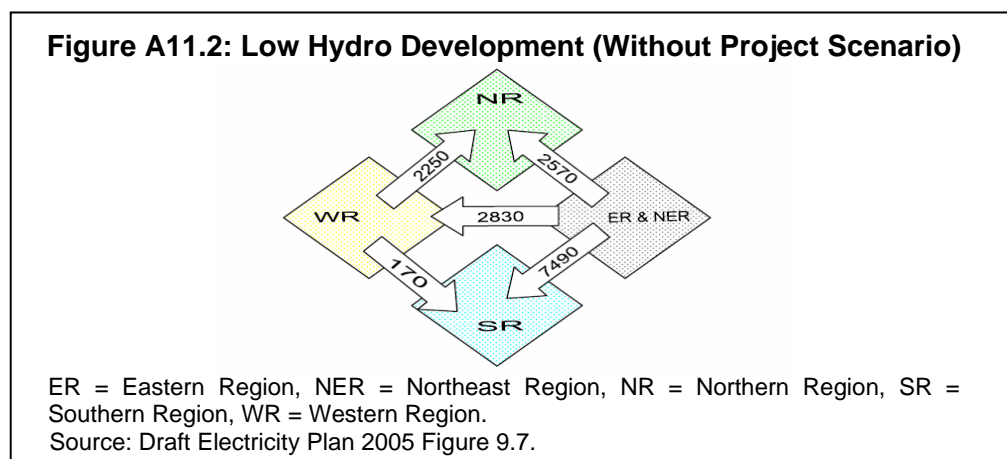 Figure A11.2: Low Hydro Development (Without Project Scenario)
NR
2250
2570
WR
2830
ER & NER
170
7490
SR
ER = Eastern Region, NER = Northeast Region, NR = Northern Region, SR =
Southern Region, WR = Western Region.
Source: Draft Electricity Plan 2005 Figure 9.7.